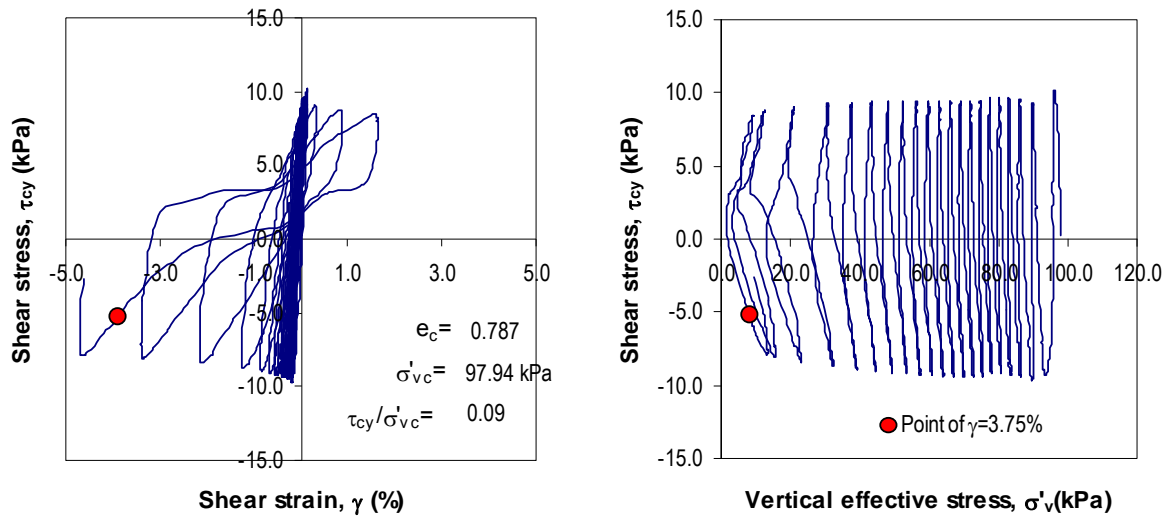 15.0
10.0
5.0
0.0
-5.0
-10.0
-15.0
-5.0 -3.0 -1.0 1.0 3.0 5.0
Shear stress, τcy (kPa)
Shear strain, γ (%)
ec= 0.787
σ'vc= 97.94 kPa
τcy/σ'vc= 0.09
15.0
10.0
5.0
0.0
-5.0
-10.0
-15.0
0.0 20.0 40.0 60.0 80.0 100.0 120.0
Shear stress, τcy (kPa)
Point of γ=3.75%
Vertical effective stress, σ'v(kPa)